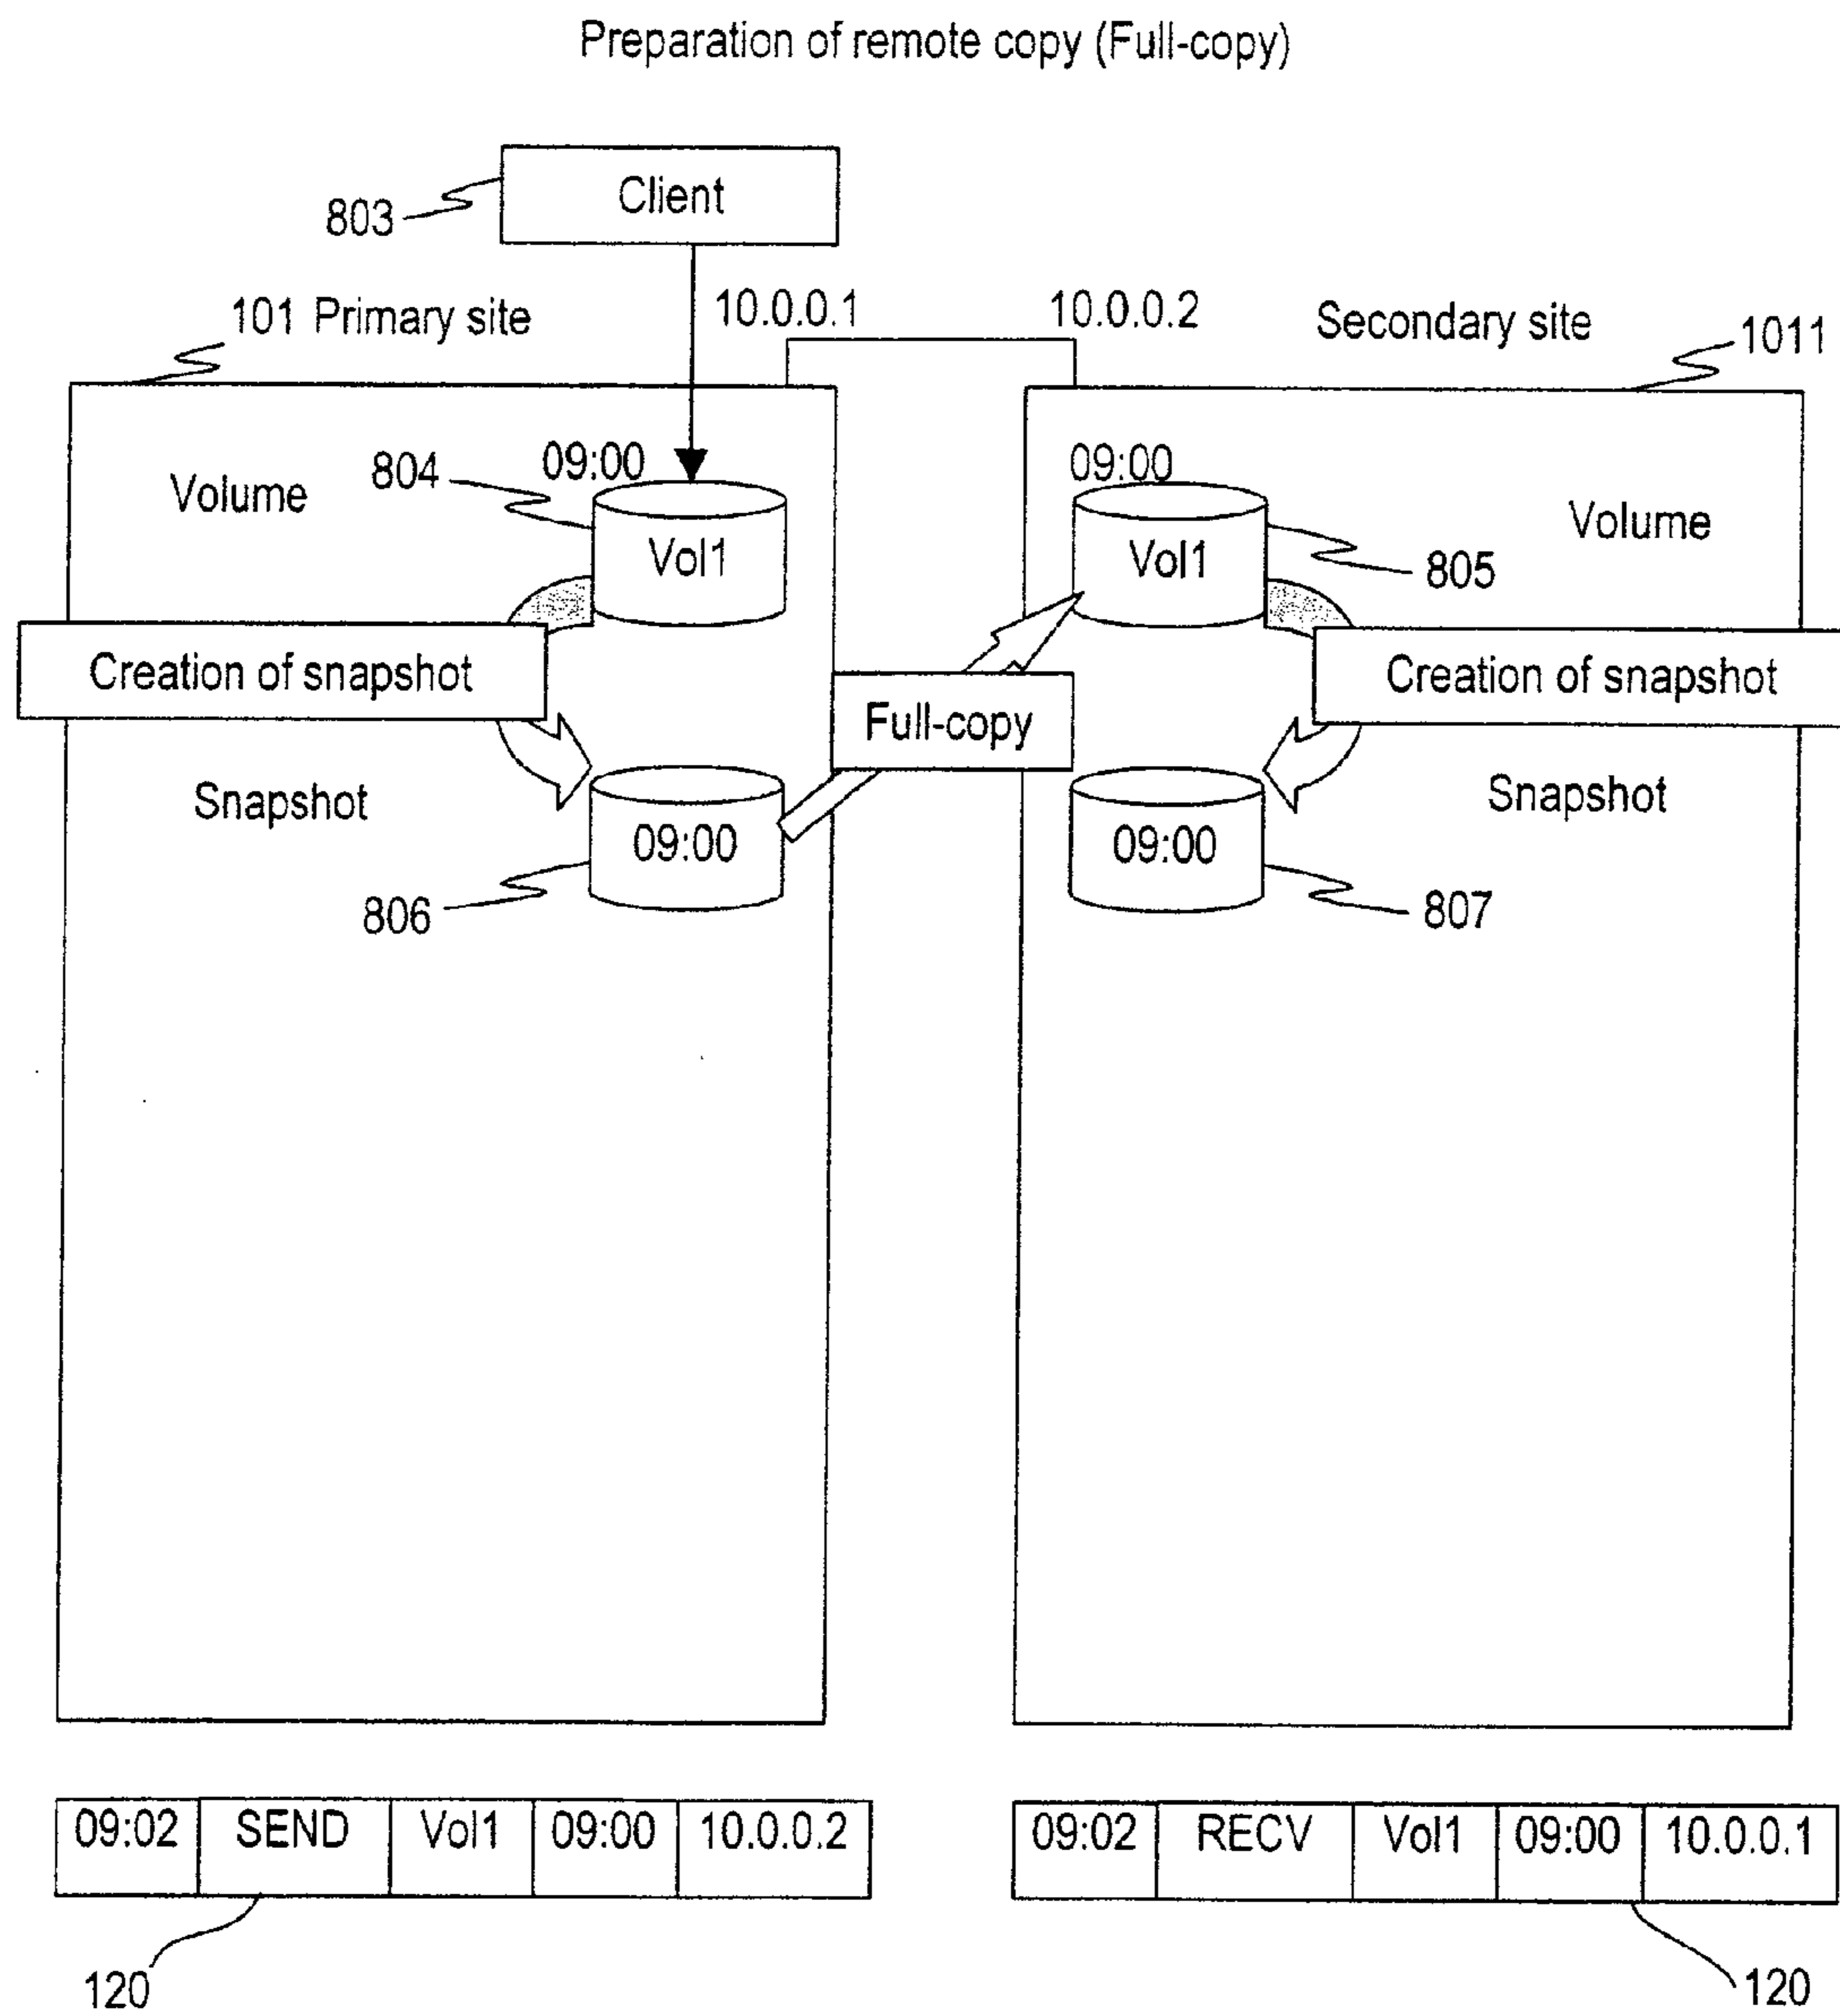 Preparation of remote copy (Full-copy)
Client
803
101 Primary site
10.0.0.1
10.0.0.2
Secondary site
1011
Volume
804
09:00
Vol1
09:00
Vol1
805
Volume
Creation of snapshot
Full-copy
Creation of snapshot
Snapshot
09:00
806
09:00
807
Snapshot
09:02 SEND Vol1 09:00 10.0.0.2
09:02 RECV Vol1 09:00 10.0.0.1
120
120